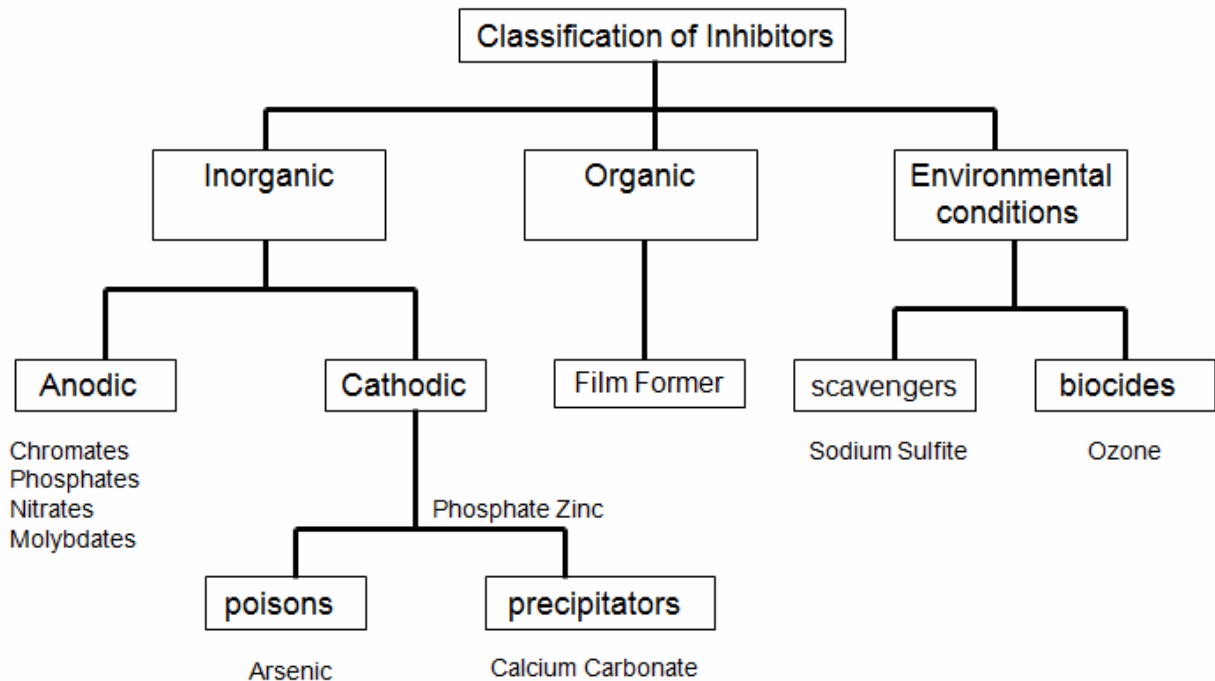 Classification of Inhibitors
Inorganic
Organic
Environmental
conditions
Anodic
Cathodic
Film Former
scavengers
biocides
Chromates
Phosphates
Nitrates
Molybdates
Sodium Sulfite
Ozone
Phosphate Zinc
poisons
precipitators
Arsenic
Calcium Carbonate